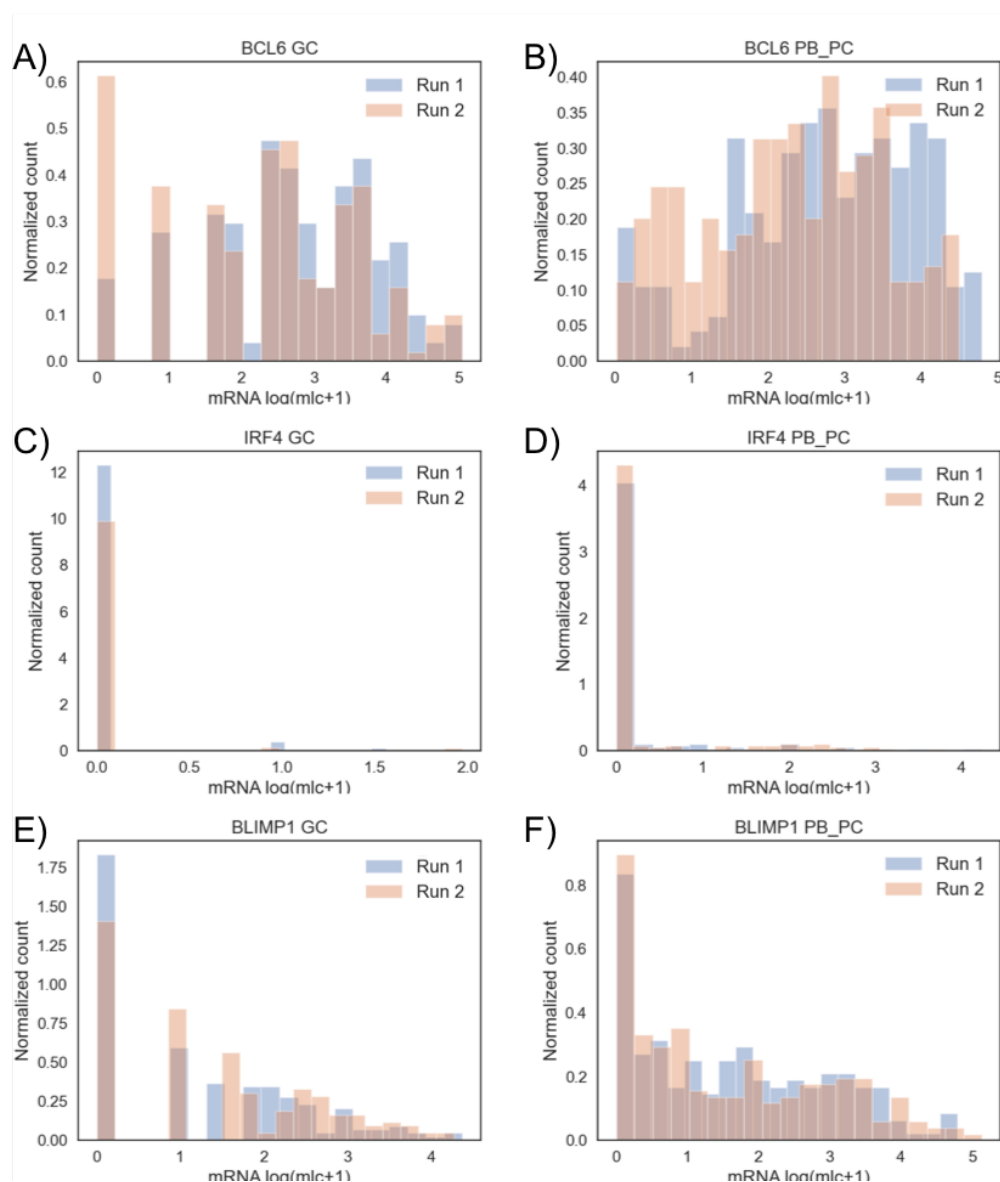 A)
BCL6 GC
Normalized count
0.6
0.5
0.4
0.3
0.2
0.1
0.0
Run 1
Run 2
0 1 2 3 4 5
mRNA log(mlc+1)
B)
BCL6 PB_PC
Normalized count
0.40
0.35
0.30
0.25
0.20
0.15
0.10
0.05
0.00
Run 1
Run 2
0 1 2 3 4 5
mRNA log(mlc+1)
C)
IRF4 GC
Normalized count
12
10
8
6
4
2
0
Run 1
Run 2
0.0 0.5 1.0 1.5 2.0
mRNA log(mlc+1)
D)
IRF4 PB_PC
Normalized count
4
3
2
1
0
Run 1
Run 2
0 1 2 3 4
mRNA log(mlc+1)
E)
BLIMP1 GC
Normalized count
1.75
1.50
1.25
1.00
0.75
0.50
0.25
0.00
Run 1
Run 2
0 1 2 3 4
mRNA log(mlc+1)
F)
BLIMP1 PB_PC
Normalized count
0.8
0.6
0.4
0.2
0.0
Run 1
Run 2
0 1 2 3 4 5
mRNA log(mlc+1)